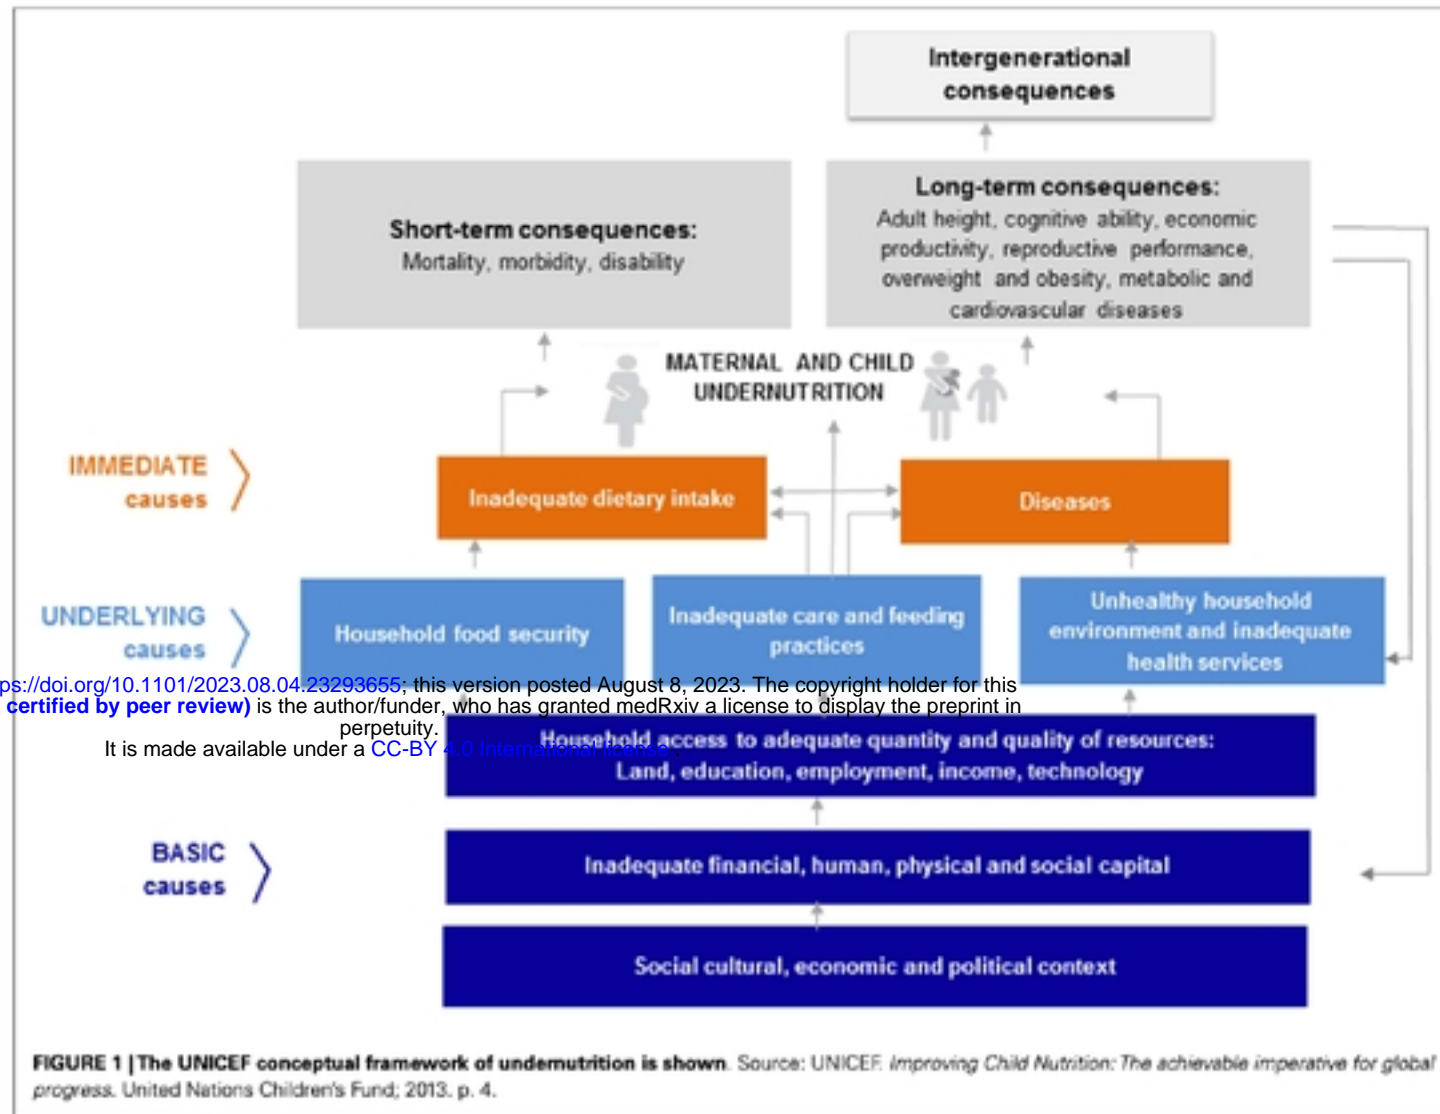 Intergenerational
consequences
Short-term consequences:
Mortality, morbidity, disability
Long-term consequences:
Adult height, cognitive ability, economic
productivity, reproductive performance,
overweight and obesity, metabolic and
cardiovascular diseases
MATERNAL AND CHILD
UNDERNUTRITION
IMMEDIATE
causes
Inadequate dietary intake
Diseases
UNDERLYING
causes
Household food security
Inadequate care and feeding
practices
Unhealthy household
environment and inadequate
health services
ps://doi.org/10.1101/2023.08.04.23293655; this version posted August 8, 2023. The copyright holder for this
certified by peer review) is the author/funder, who has granted medRxiv a license to display the preprint in
perpetuity.
It is made available under a CC-BY 4.0 International license .
Household access to adequate quantity and quality of resources:
Land, education, employment, income, technology
BASIC
causes
Inadequate financial, human, physical and social capital
Social cultural, economic and political context
FIGURE 1 | The UNICEF conceptual framework of undernutrition is shown. Source: UNICEF. Improving Child Nutrition: The achievable imperative for global
progress. United Nations Children's Fund; 2013. p. 4.